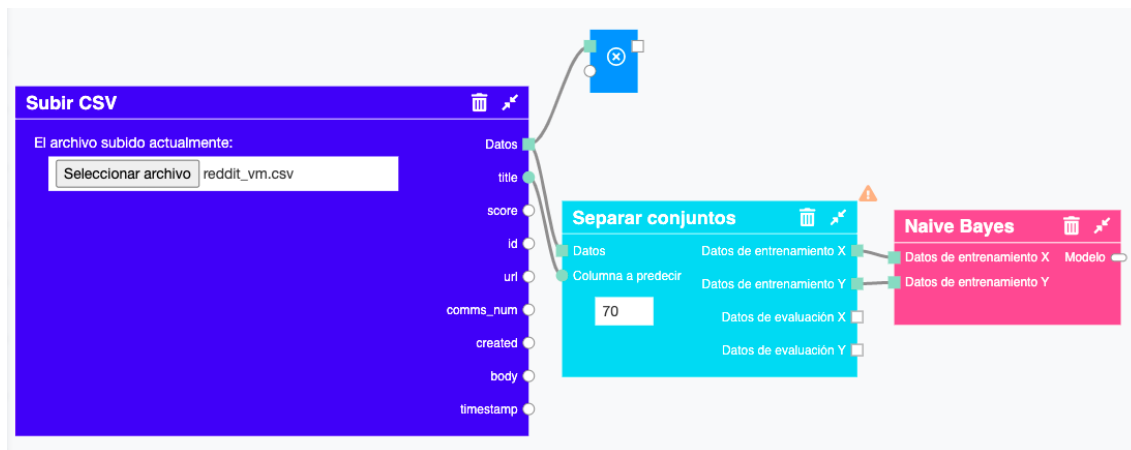 Subir CSV
El archivo subido actualmente:
Seleccionar archivo reddit_vm.csv
Datos
title
score
id
url
comms_num
created
body
timestamp
Separar conjuntos
Datos
Columna a predecir
70
Datos de entrenamiento X
Datos de entrenamiento Y
Datos de evaluación X
Datos de evaluación Y
Naive Bayes
Datos de entrenamiento X
Datos de entrenamiento Y
Modelo